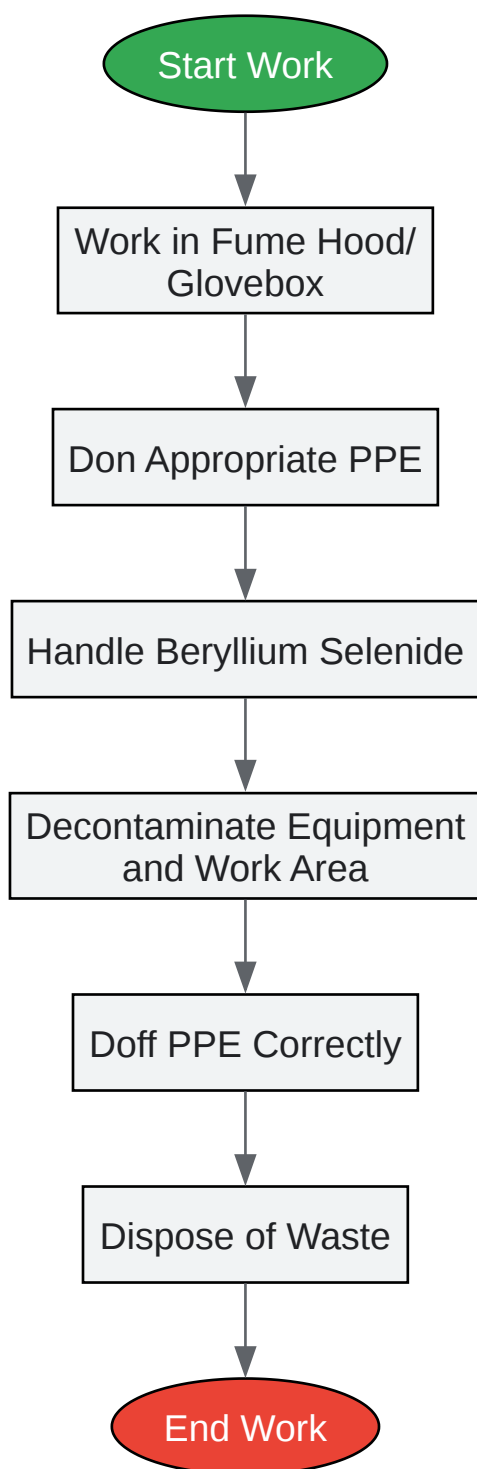 Start Work
Work in Fume Hood/
Glovebox
Don Appropriate PPE
Handle Beryllium Selenide
Decontaminate Equipment
and Work Area
Doff PPE Correctly
Dispose of Waste
End Work